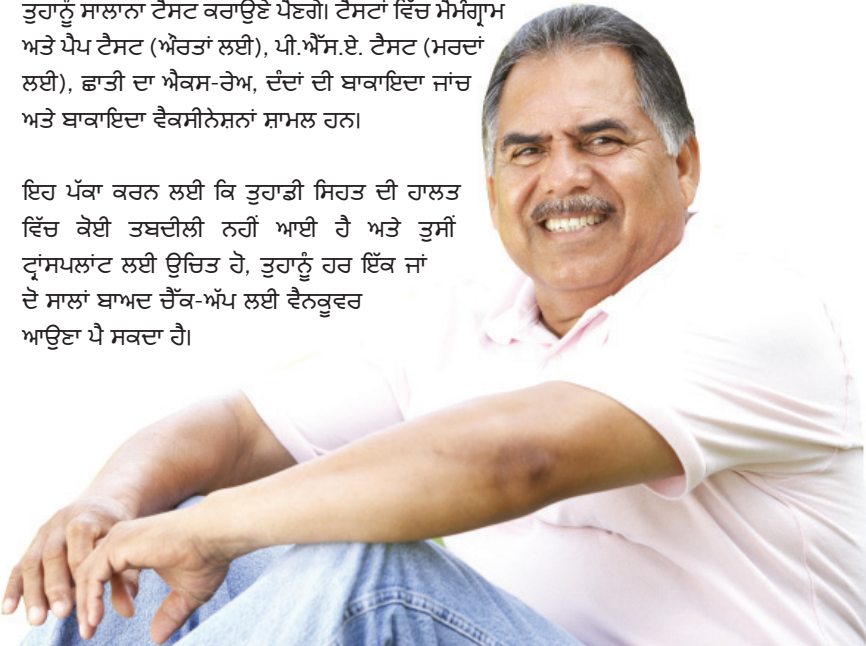 ਤੁਹਾਨੂੰ ਸਾਲਾਨਾ ਟੈਸਟ ਕਰਾਉਣੇ ਪੈਣਗੇ। ਟੈਸਟਾਂ ਵਿੱਚ ਮੈਮੋਗ੍ਰਾਮ
ਅਤੇ ਪੈਪ ਟੈਸਟ (ਔਰਤਾਂ ਲਈ), ਪੀ.ਐੱਸ.ਏ. ਟੈਸਟ (ਮਰਦਾਂ
ਲਈ), ਛਾਤੀ ਦਾ ਐਕਸ-ਰੇਅ, ਦੰਦਾਂ ਦੀ ਬਾਕਾਇਦਾ ਜਾਂਚ
ਅਤੇ ਬਾਕਾਇਦਾ ਵੈਕਸੀਨੇਸ਼ਨਾਂ ਸ਼ਾਮਲ ਹਨ।
ਇਹ ਪੱਕਾ ਕਰਨ ਲਈ ਕਿ ਤੁਹਾਡੀ ਸਿਹਤ ਦੀ ਹਾਲਤ
ਵਿੱਚ ਕੋਈ ਤਬਦੀਲੀ ਨਹੀਂ ਆਈ ਹੈ ਅਤੇ ਤੁਸੀਂ
ਟ੍ਰਾਂਸਪਲਾਂਟ ਲਈ ਉਚਿਤ ਹੋ, ਤੁਹਾਨੂੰ ਹਰ ਇੱਕ ਜਾਂ
ਦੋ ਸਾਲਾਂ ਬਾਅਦ ਚੈੱਕ-ਅੱਪ ਲਈ ਵੈਨਕੂਵਰ
ਆਉਣਾ ਪੈ ਸਕਦਾ ਹੈ।